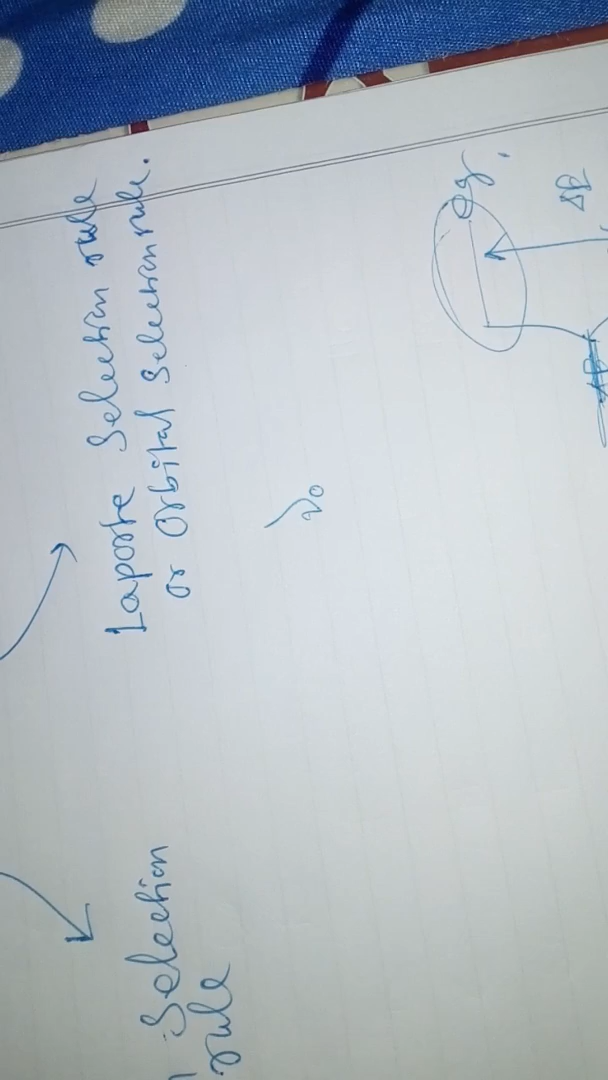 Selection
rule
Laporte Selection rule
or orbital selection rule.
eg.